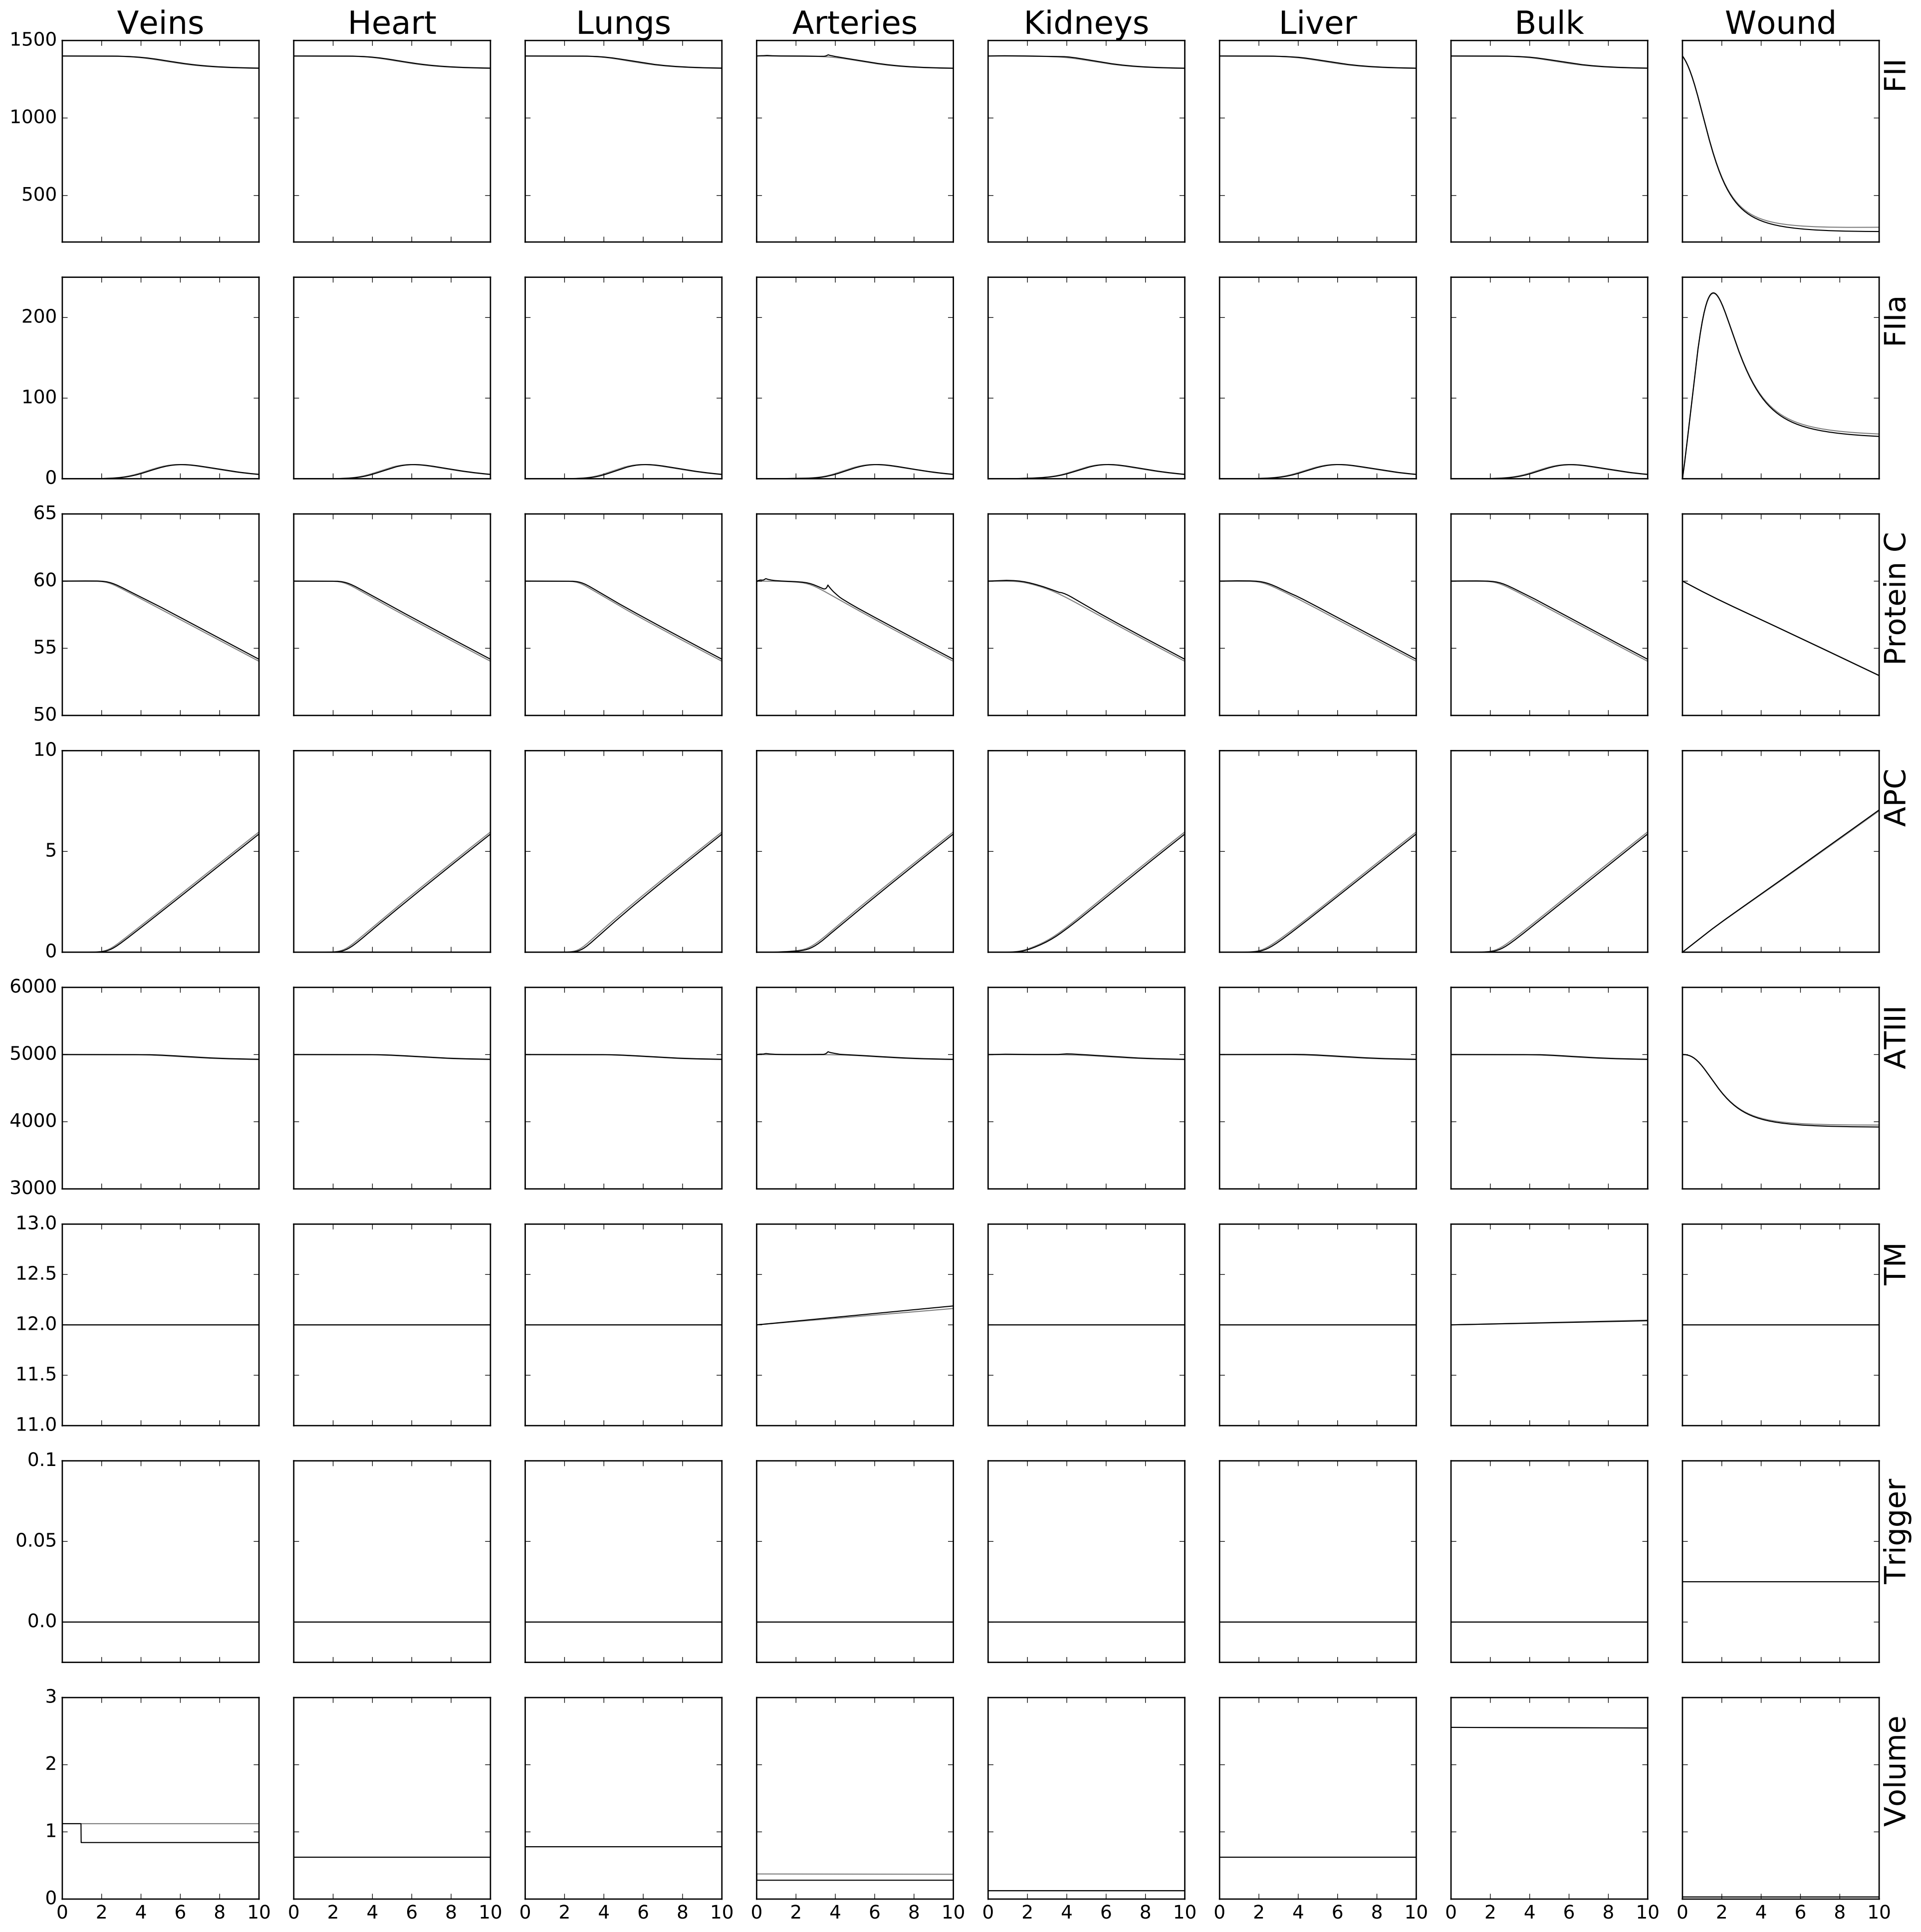 Veins Heart Lungs Arteries Kidneys Liver Bulk Wound
1500
1000
500
FII
200
100
0
FIIa
65
60
55
50
Protein C
10
5
0
APC
6000
5000
4000
3000
ATIII
13.0
12.5
12.0
11.5
11.0
TM
0.1
0.05
0.0
Trigger
3
2
1
0
Volume
0 2 4 6 8 10 0 2 4 6 8 10 0 2 4 6 8 10 0 2 4 6 8 10 0 2 4 6 8 10 0 2 4 6 8 10 0 2 4 6 8 10 0 2 4 6 8 10